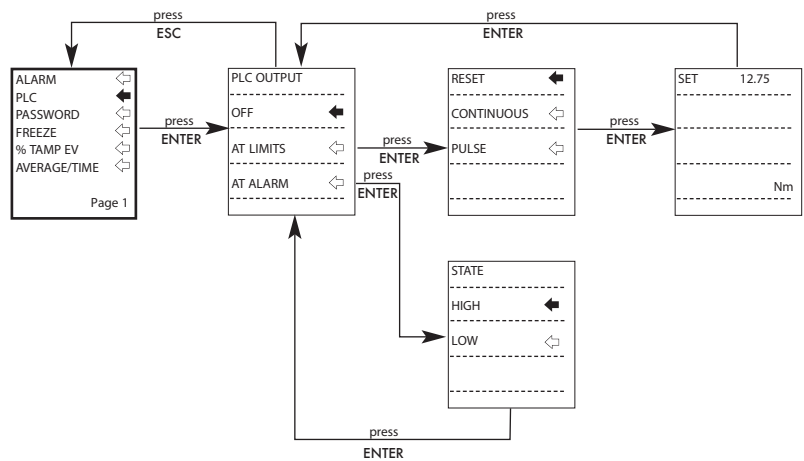 press
ESC
press
ENTER
ALARM
PLC
PASSWORD
FREEZE
% TAMP EV
AVERAGE/TIME
Page 1
press
ENTER
PLC OUTPUT
OFF
AT LIMITS
AT ALARM
press
ENTER
press
ENTER
RESET
CONTINUOUS
PULSE
press
ENTER
SET 12.75
Nm
STATE
HIGH
LOW
press
ENTER